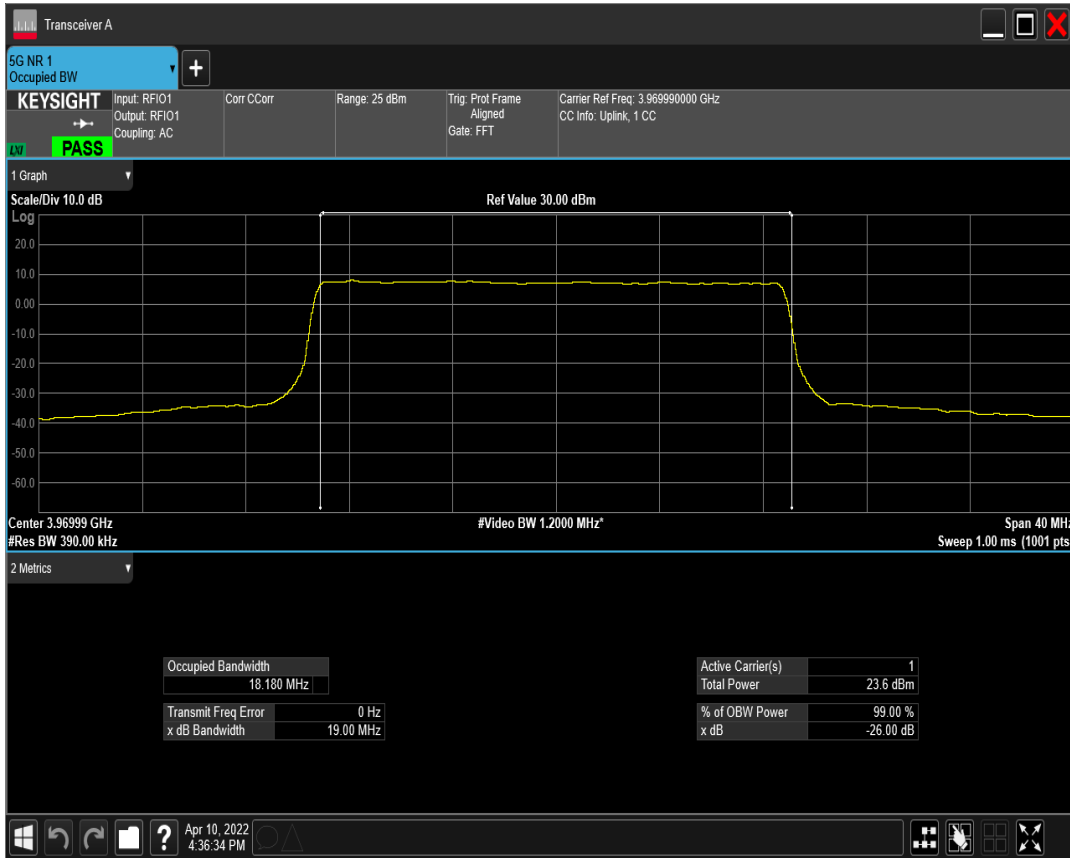 Transceiver A
5G NR 1
Occupied BW
+
KEYSIGHT
LXI
PASS
Input: RFIO1
Output: RFIO1
Coupling: AC
Corr CCorr
Range: 25 dBm
Trig: Prot Frame
Aligned
Gate: FFT
Carrier Ref Freq: 3.969990000 GHz
CC Info: Uplink, 1 CC
1 Graph
Scale/Div 10.0 dB
Ref Value 30.00 dBm
Log
20.0
10.0
0.00
-10.0
-20.0
-30.0
-40.0
-50.0
-60.0
Center 3.96999 GHz
#Video BW 1.2000 MHz*
Span 40 MHz
#Res BW 390.00 kHz
Sweep 1.00 ms (1001 pts
2 Metrics
Occupied Bandwidth
18.180 MHz
Transmit Freq Error 0 Hz
x dB Bandwidth 19.00 MHz
Active Carrier(s) 1
Total Power 23.6 dBm
% of OBW Power 99.00 %
x dB -26.00 dB
?
Apr 10, 2022
4:36:34 PM